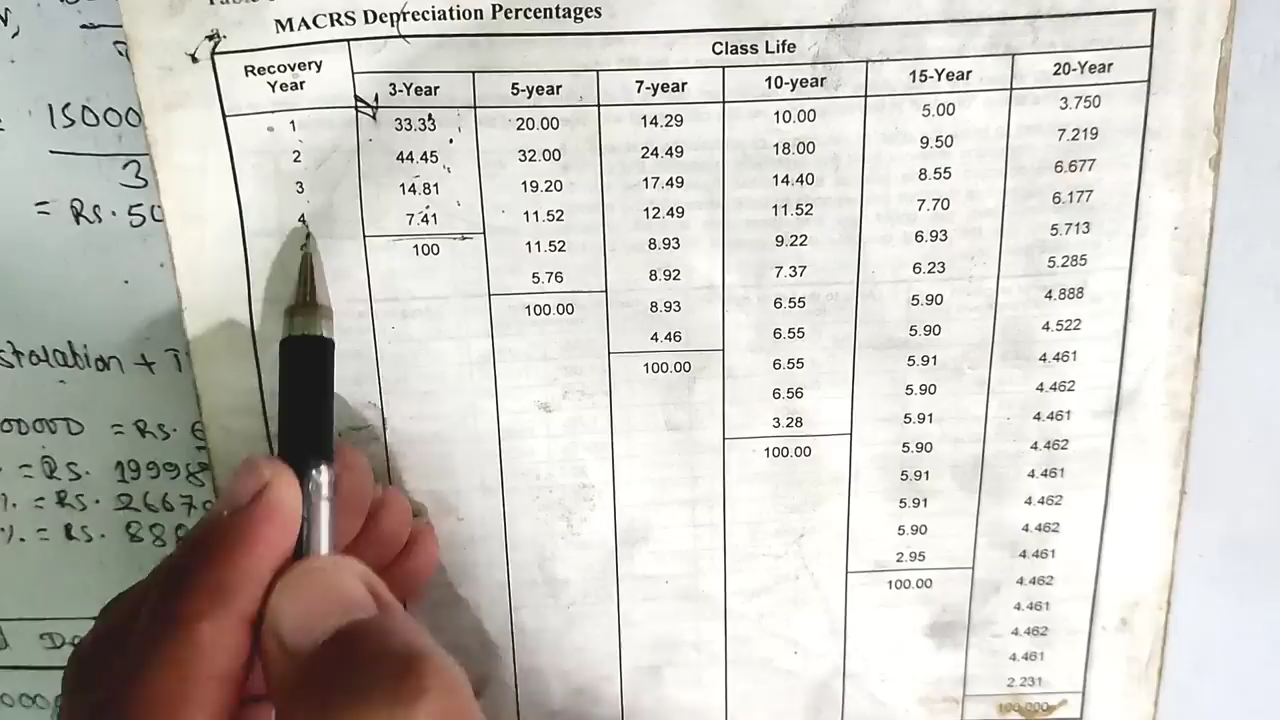 MACRS Depreciation Percentages
Recovery Year Class Life
3-Year 5-year 7-year 10-year 15-Year 20-Year
1 33.33 20.00 14.29 10.00 5.00 3.750
2 44.45 32.00 24.49 18.00 9.50 7.219
3 14.81 19.20 17.49 14.40 8.55 6.677
4 7.41 11.52 12.49 11.52 7.70 6.177
100 11.52 8.93 9.22 6.93 5.713
5.76 8.92 7.37 6.23 5.285
100.00 8.93 6.55 5.90 4.888
4.46 6.55 5.90 4.522
100.00 6.55 5.91 4.461
6.56 5.90 4.462
3.28 5.91 4.461
100.00 5.90 4.462
5.91 4.461
5.91 4.462
5.90 4.462
2.95 4.461
100.00 4.462
4.461
4.462
4.461
2.231
100.000
15000
3
= Rs. 50
+
= Rs. 6
= Rs. 19998
= Rs. 2667
= Rs. 888